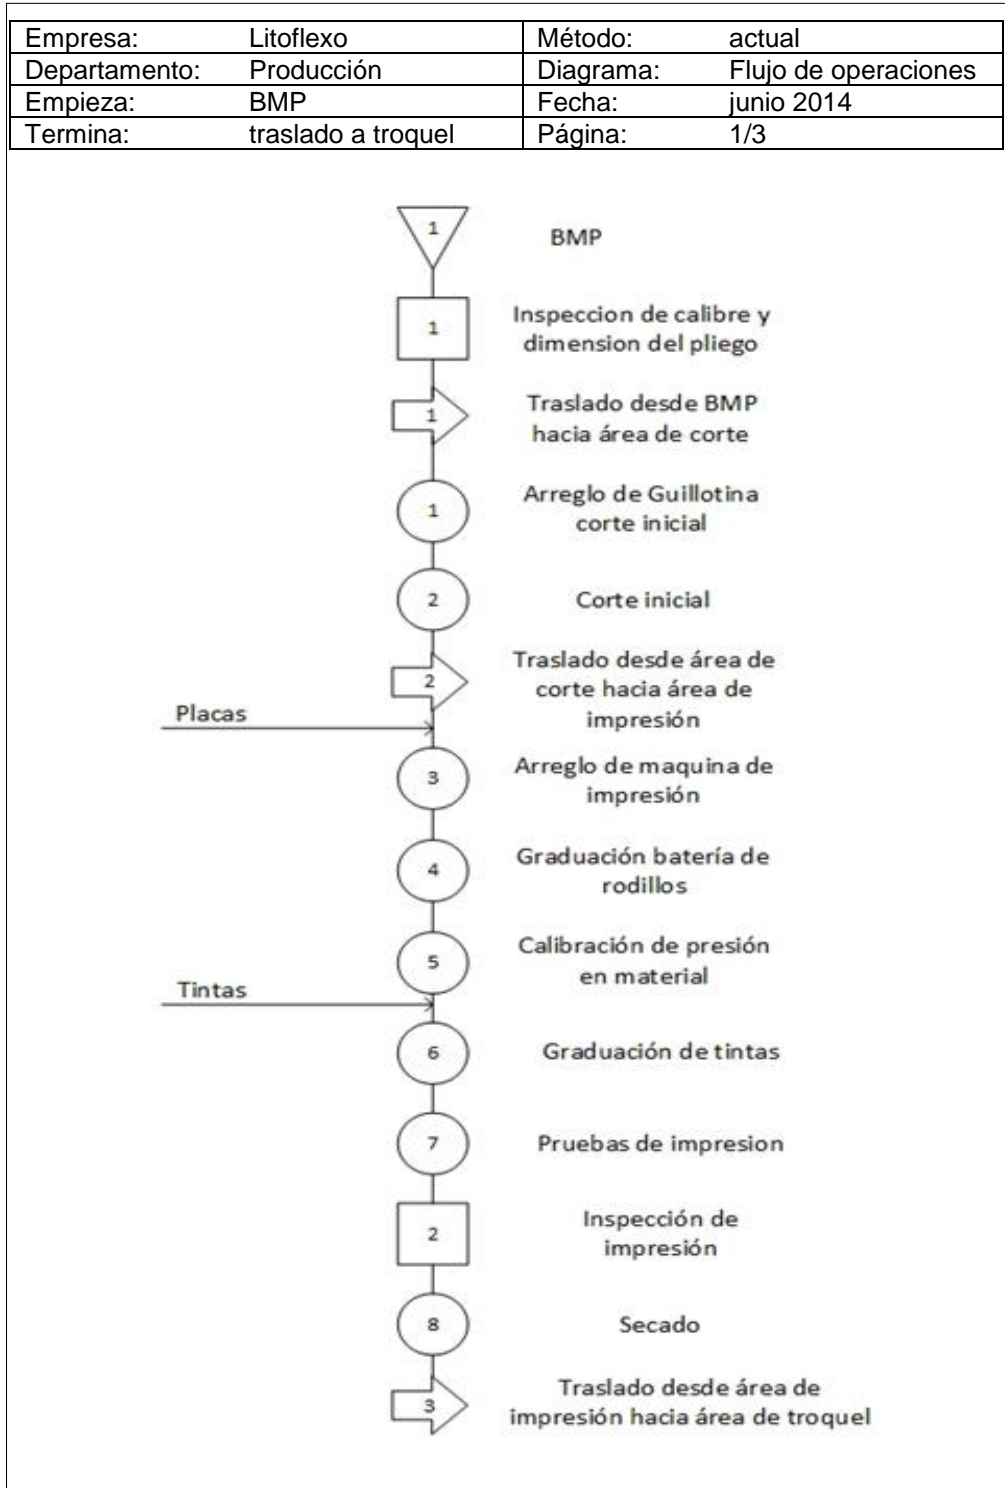 Empresa: Litoflexo Método: actual
Departamento: Producción Diagrama: Flujo de operaciones
Empieza: BMP Fecha: junio 2014
Termina: traslado a troquel Página: 1/3
1 BMP
1 Inspeccion de calibre y
dimension del pliego
1 Traslado desde BMP
hacia área de corte
1 Arreglo de Guillotina
corte inicial
2 Corte inicial
2 Traslado desde área de
corte hacia área de
impresión
Placas
3 Arreglo de maquina de
impresión
4 Graduación batería de
rodillos
5 Calibración de presión
en material
Tintas
6 Graduación de tintas
7 Pruebas de impresion
2 Inspección de
impresión
8 Secado
3 Traslado desde área de
impresión hacia área de troquel